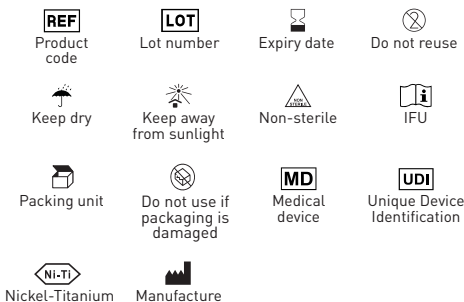 REF
LOT
Product
code
Lot number
Expiry date
Do not reuse
2
NON
STERILE
i
Keep dry
Keep away
from sunlight
Non-sterile
IFU
MD
UDI
Packing unit
Do not use if
packaging is
damaged
Medical
device
Unique Device
Identification
Ni-Ti
Nickel-Titanium
Manufacture